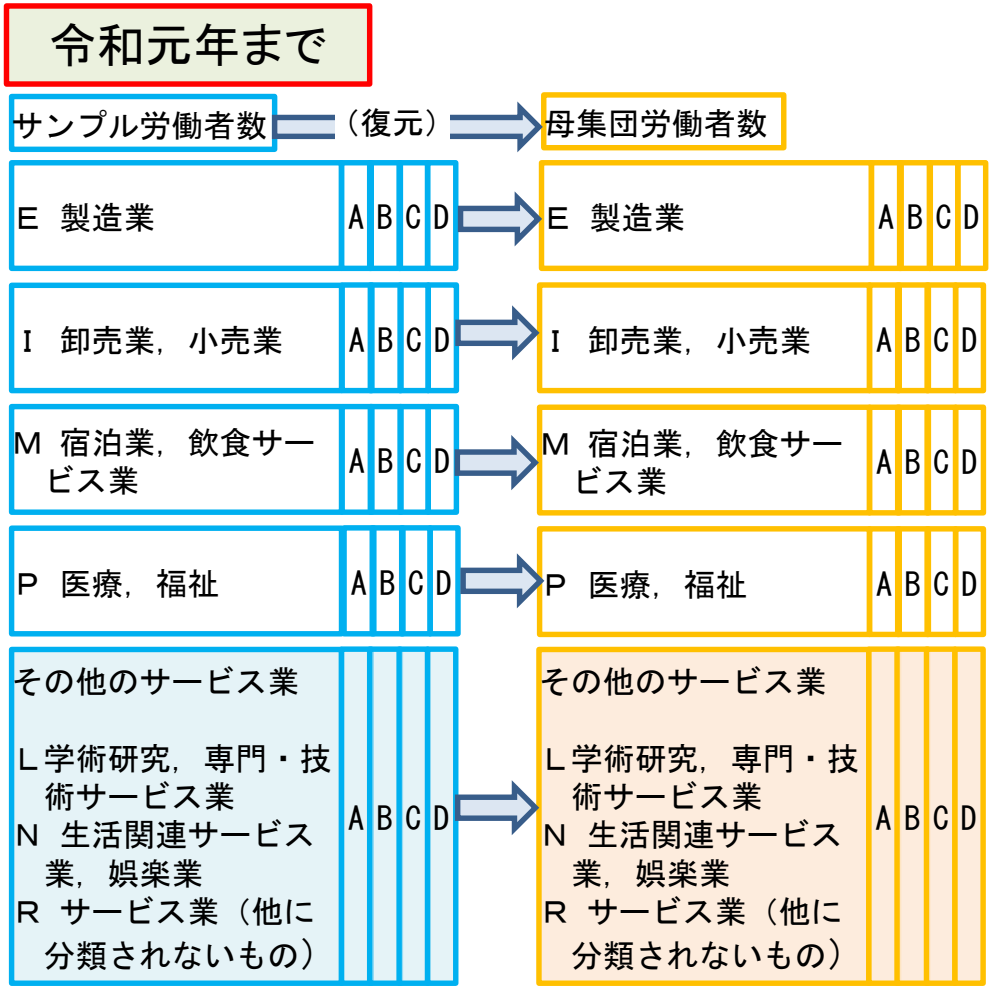 令和元年まで
サンプル労働者数 （復元） 母集団労働者数
Ｅ 製造業 A B C D Ｅ 製造業 A B C D
Ｉ 卸売業，小売業 A B C D Ｉ 卸売業，小売業 A B C D
Ｍ 宿泊業，飲食サー
ビス業 A B C D
Ｍ 宿泊業，飲食サー
ビス業 A B C D
Ｐ 医療，福祉 A B C D Ｐ 医療，福祉 A B C D
その他のサービス業
Ｌ学術研究，専門・技
術サービス業
Ｎ 生活関連サービス
業，娯楽業
Ｒ サービス業（他に
分類されないもの）
A B C D
その他のサービス業
Ｌ学術研究，専門・技
術サービス業
Ｎ 生活関連サービス
業，娯楽業
Ｒ サービス業（他に
分類されないもの）
A B C D